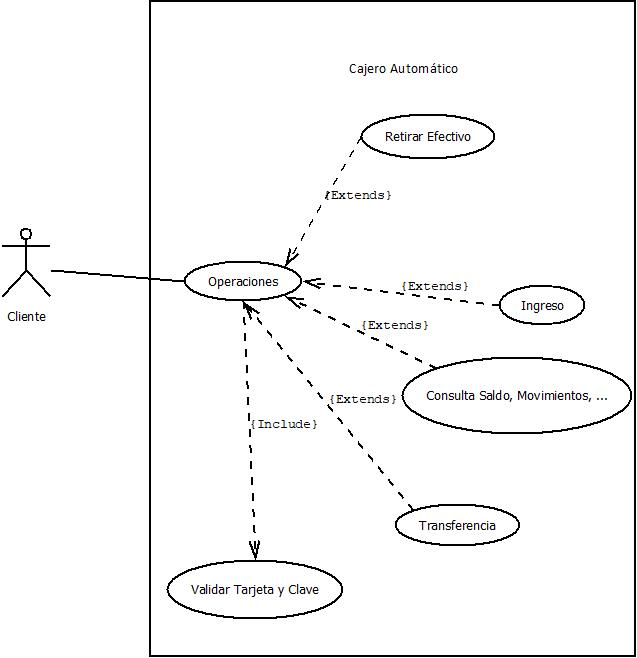 Cajero Automático
Retirar Efectivo
{Extends}
Cliente
Operaciones
{Extends}
Ingreso
{Extends}
Consulta Saldo, Movimientos, ...
{Extends}
{Include}
Transferencia
Validar Tarjeta y Clave